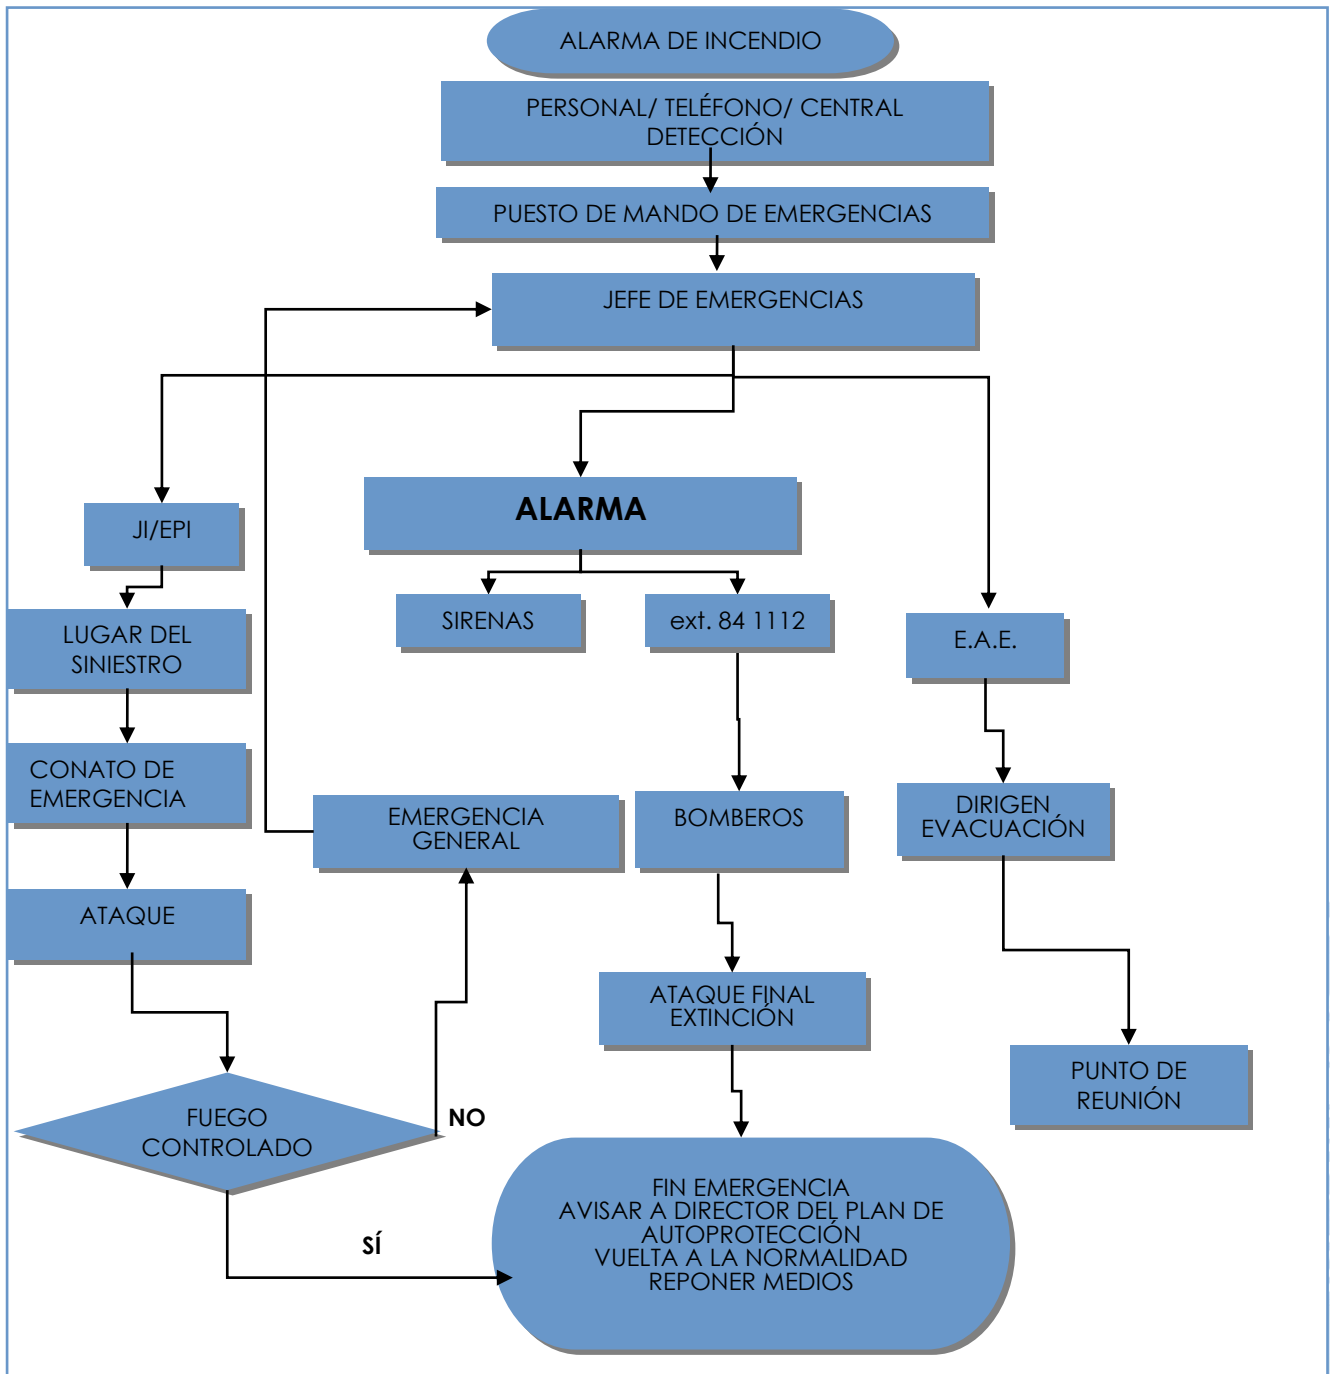 ALARMA DE INCENDIO
PERSONAL/ TELÉFONO/ CENTRAL
DETECCIÓN
PUESTO DE MANDO DE EMERGENCIAS
JEFE DE EMERGENCIAS
ALARMA
JI/EPI
SIRENAS
ext. 84 1112
E.A.E.
LUGAR DEL
SINIESTRO
CONATO DE
EMERGENCIA
EMERGENCIA
GENERAL
BOMBEROS
DIRIGEN
EVACUACIÓN
ATAQUE
ATAQUE FINAL
EXTINCIÓN
PUNTO DE
REUNIÓN
FUEGO
CONTROLADO
NO
SÍ
FIN EMERGENCIA
AVISAR A DIRECTOR DEL PLAN DE
AUTOPROTECCIÓN
VUELTA A LA NORMALIDAD
REPONER MEDIOS